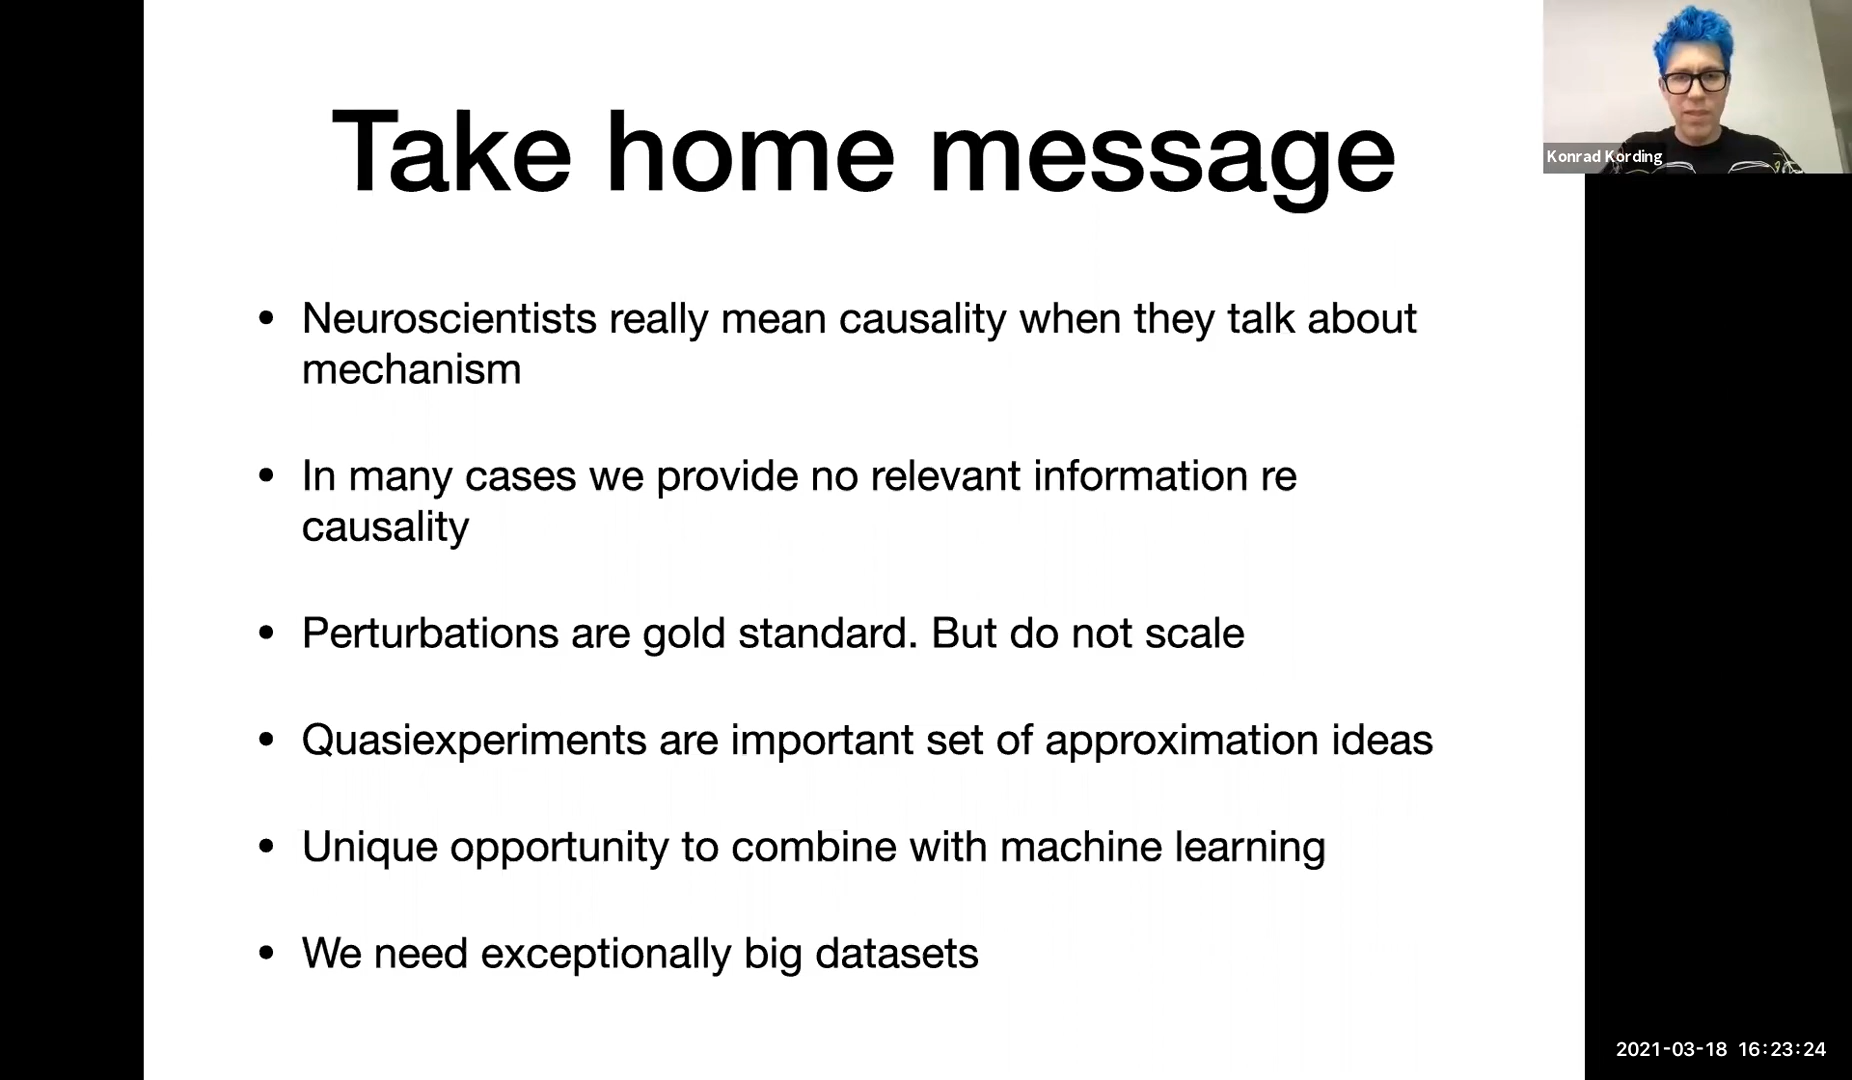 Take home message
Konrad Kording
• Neuroscientists really mean causality when they talk about
mechanism
• In many cases we provide no relevant information re
causality
• Perturbations are gold standard. But do not scale
• Quasiexperiments are important set of approximation ideas
• Unique opportunity to combine with machine learning
• We need exceptionally big datasets
2021-03-18 16:23:24